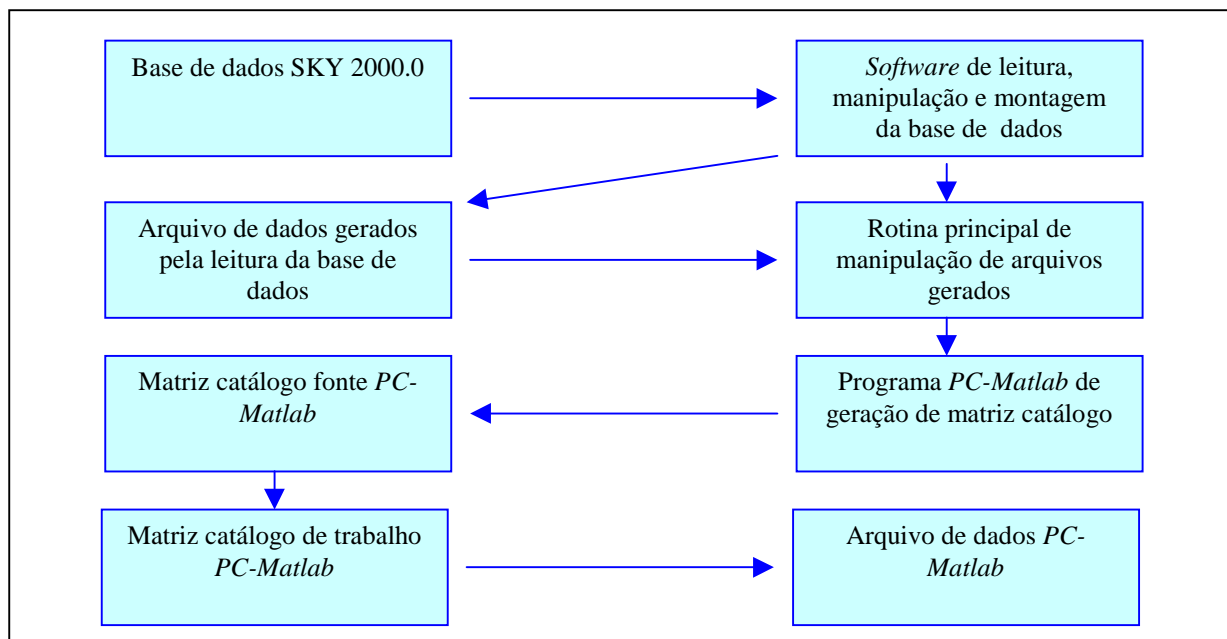 Base de dados SKY 2000.0
Software de leitura,
manipulação e montagem
da base de dados
Arquivo de dados gerados
pela leitura da base de
dados
Rotina principal de
manipulação de arquivos
gerados
Matriz catálogo fonte PC-
Matlab
Programa PC-Matlab de
geração de matriz catálogo
Matriz catálogo de trabalho
PC-Matlab
Arquivo de dados PC-
Matlab